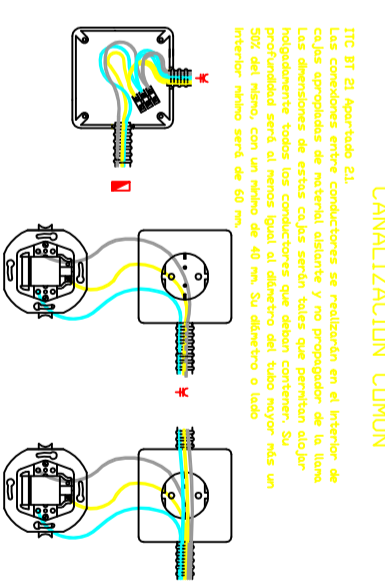 CANALIZACION COMUN
ITC BT 21 Apartado 2.1.
Las conexiones entre conductores se realizarán en el interior de
cajas apropiadas de material aislante y no propagador de la llama
Las dimensiones de estas cajas serán tales que permitan alojar
holgadamente todos los conductores que deban contener. Su
profundidad será al menos igual al diámetro del tubo mayor más un
50% del mismo, con un mínimo de 40 mm. Su diámetro o lado
interior mínimo será de 60 mm.